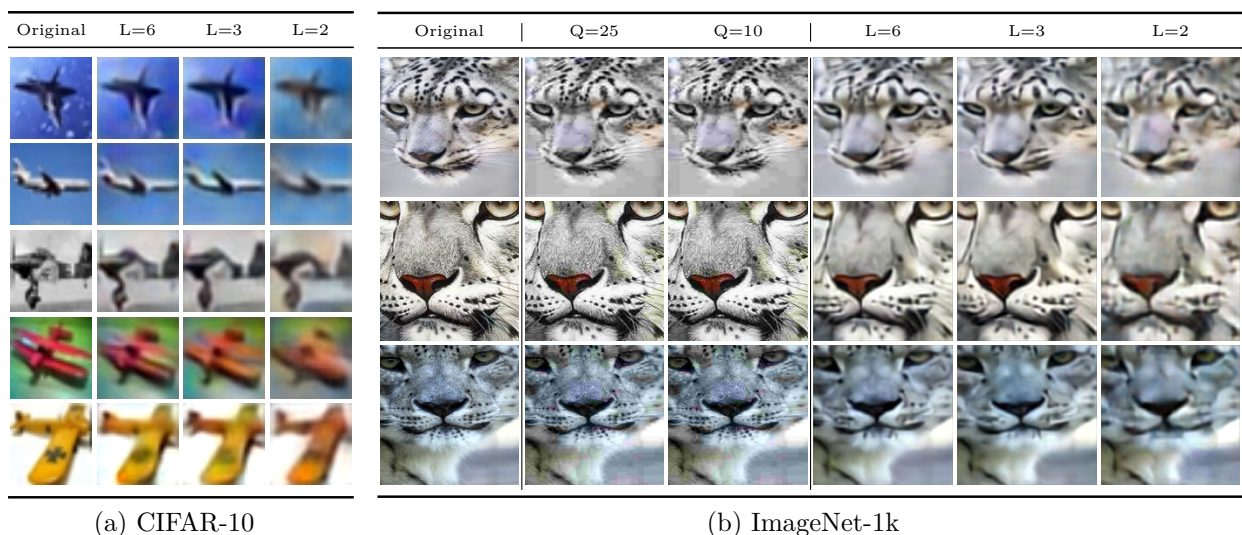 Original L=6 L=3 L=2
Original Q=25 Q=10 L=6 L=3 L=2
(a) CIFAR-10
(b) ImageNet-1k